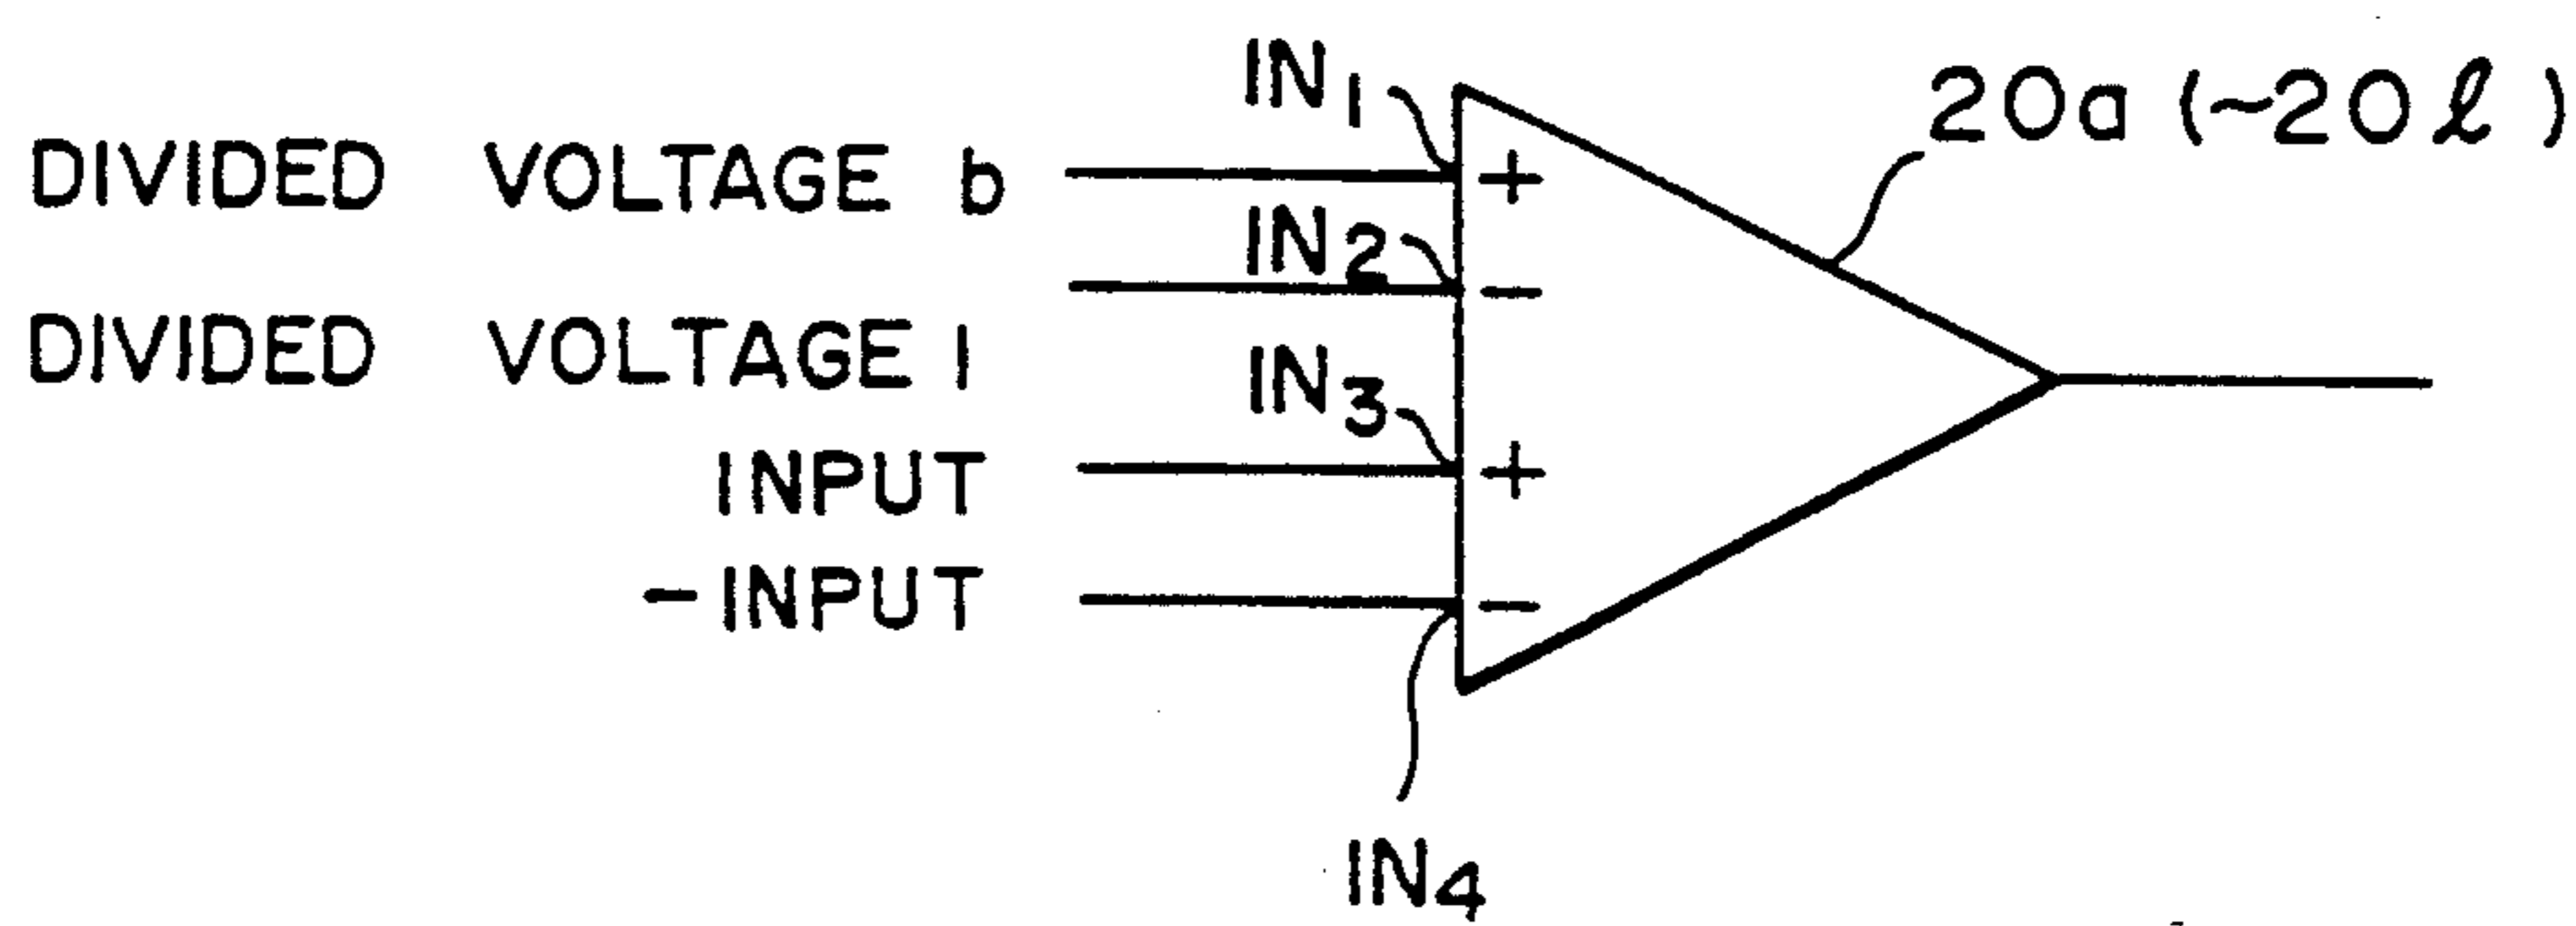 IN1
20a (~20ℓ)
DIVIDED VOLTAGE b
+
IN2
-
DIVIDED VOLTAGE l
IN3
+
INPUT
-INPUT
-
IN4